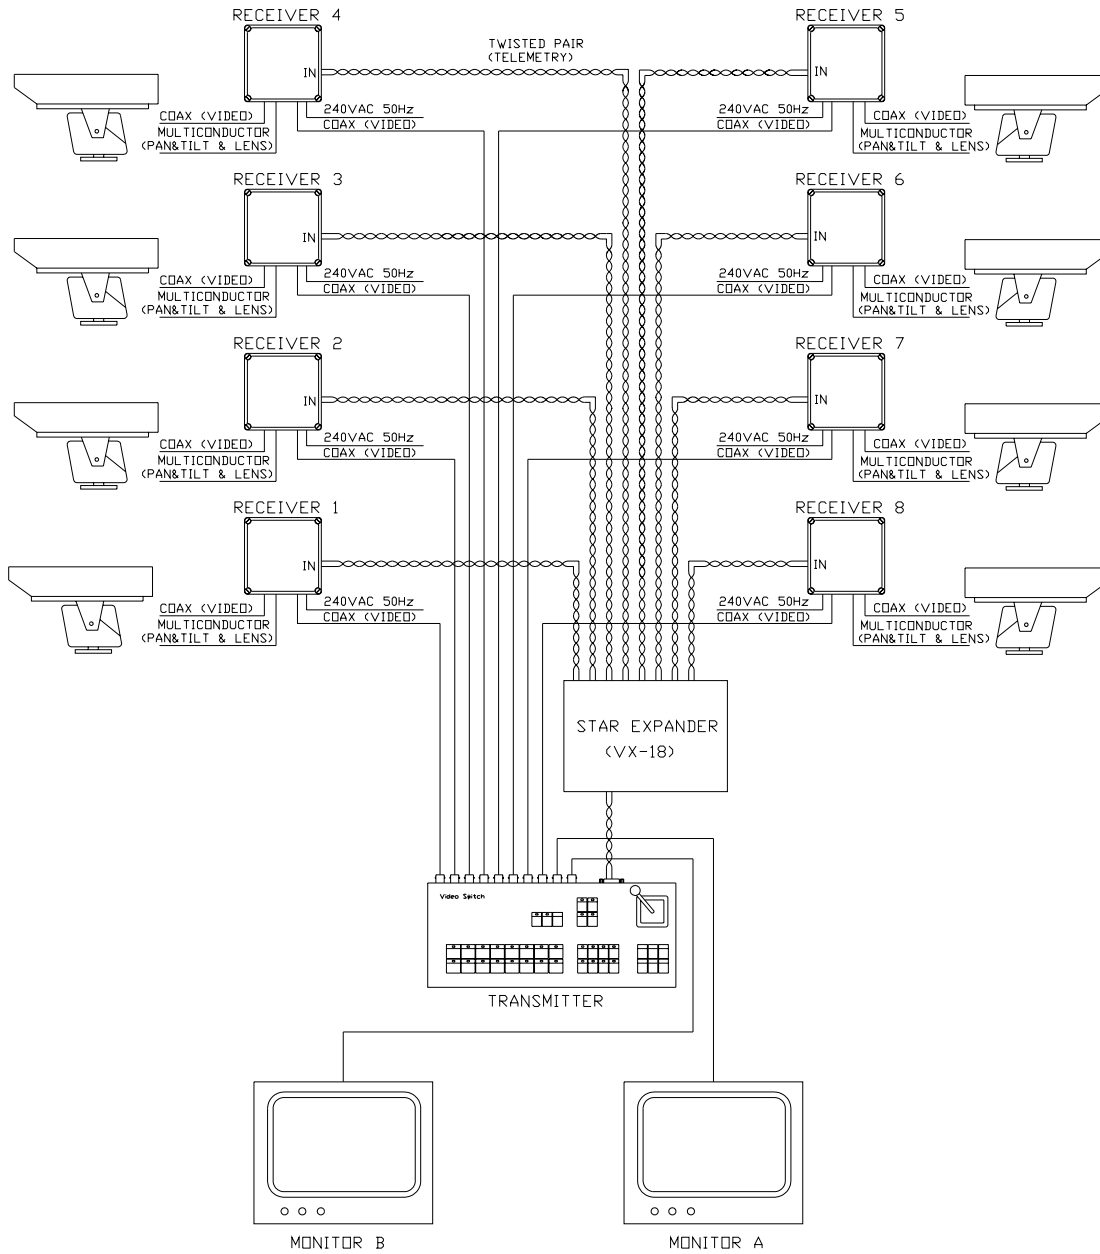 RECEIVER 4
RECEIVER 5
TWISTED PAIR
(TELEMETRY)
IN
IN
COAX (VIDEO)
MULTICONDUCTOR
(PAN&TILT & LENS)
240VAC 50Hz
COAX (VIDEO)
240VAC 50Hz
COAX (VIDEO)
COAX (VIDEO)
MULTICONDUCTOR
(PAN&TILT & LENS)
RECEIVER 3
RECEIVER 6
IN
IN
COAX (VIDEO)
MULTICONDUCTOR
(PAN&TILT & LENS)
240VAC 50Hz
COAX (VIDEO)
240VAC 50Hz
COAX (VIDEO)
COAX (VIDEO)
MULTICONDUCTOR
(PAN&TILT & LENS)
RECEIVER 2
RECEIVER 7
IN
IN
COAX (VIDEO)
MULTICONDUCTOR
(PAN&TILT & LENS)
240VAC 50Hz
COAX (VIDEO)
240VAC 50Hz
COAX (VIDEO)
COAX (VIDEO)
MULTICONDUCTOR
(PAN&TILT & LENS)
RECEIVER 1
RECEIVER 8
IN
IN
COAX (VIDEO)
MULTICONDUCTOR
(PAN&TILT & LENS)
240VAC 50Hz
COAX (VIDEO)
240VAC 50Hz
COAX (VIDEO)
COAX (VIDEO)
MULTICONDUCTOR
(PAN&TILT & LENS)
STAR EXPANDER
(VX-18)
Video Switch
TRANSMITTER
MONITOR B
MONITOR A